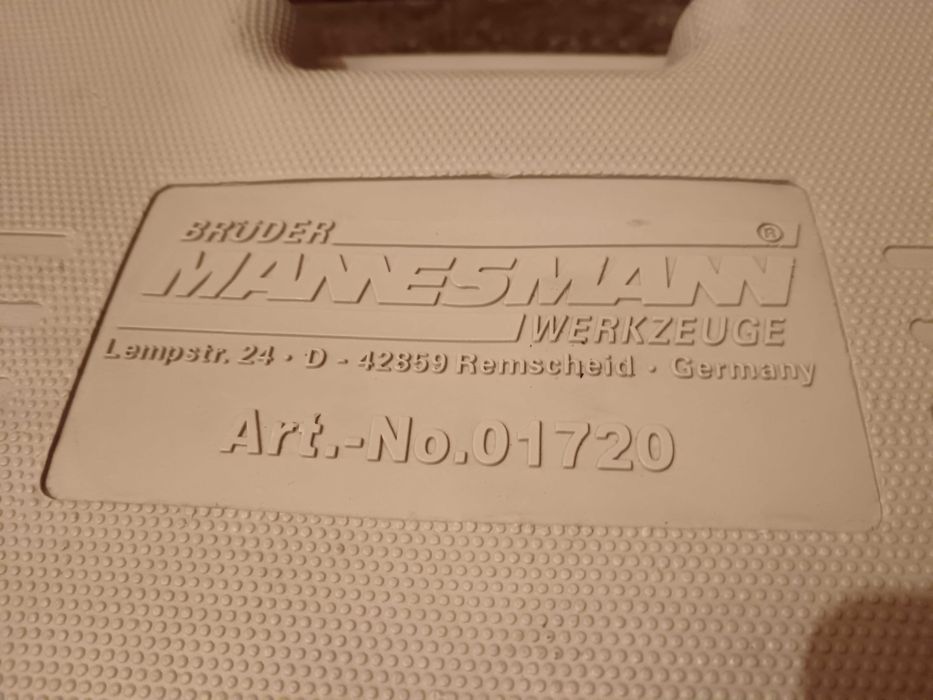 BRÜDER ®
MANNESMANN
WERKZEUGE
Lempstr. 24 · D - 42859 Remscheid · Germany
Art.-No.01720